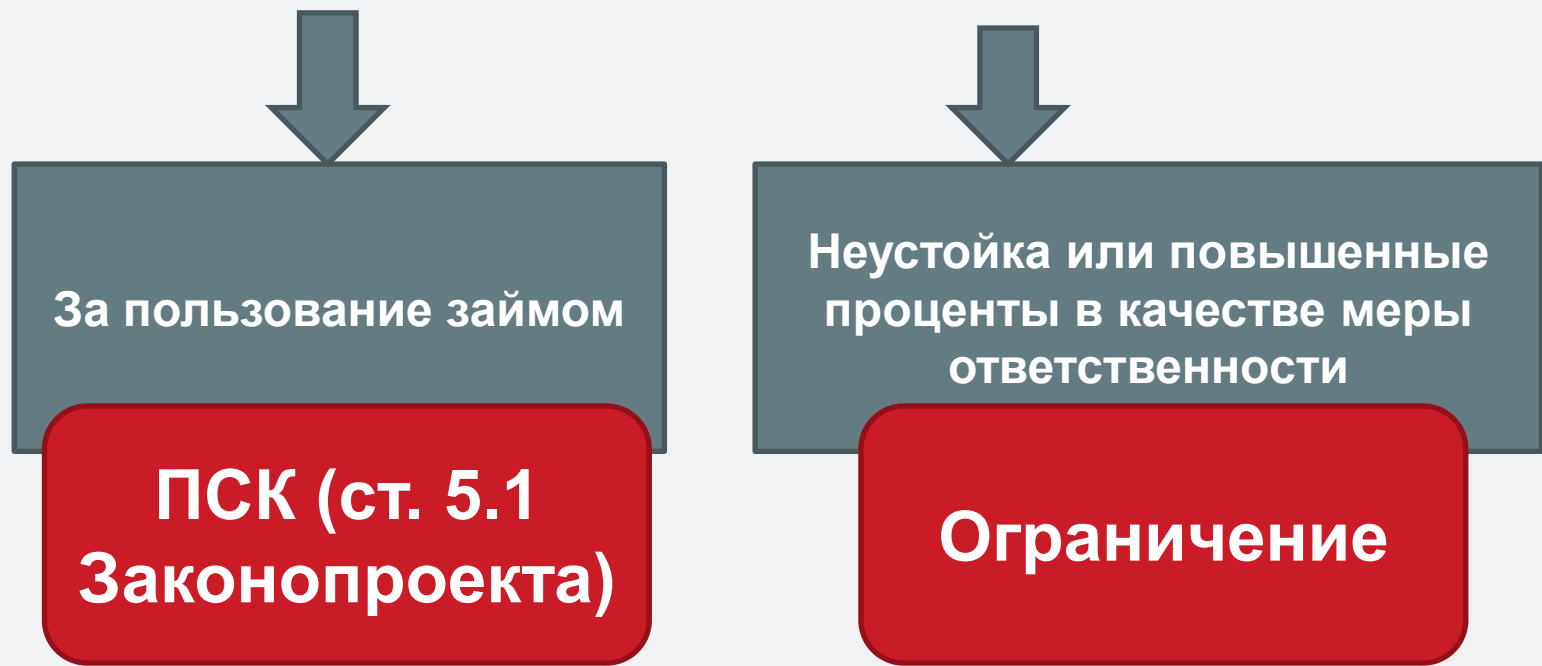 За пользование займом
ПСК (ст. 5.1
Законопроекта)
Неустойка или повышенные
проценты в качестве меры
ответственности
Ограничение